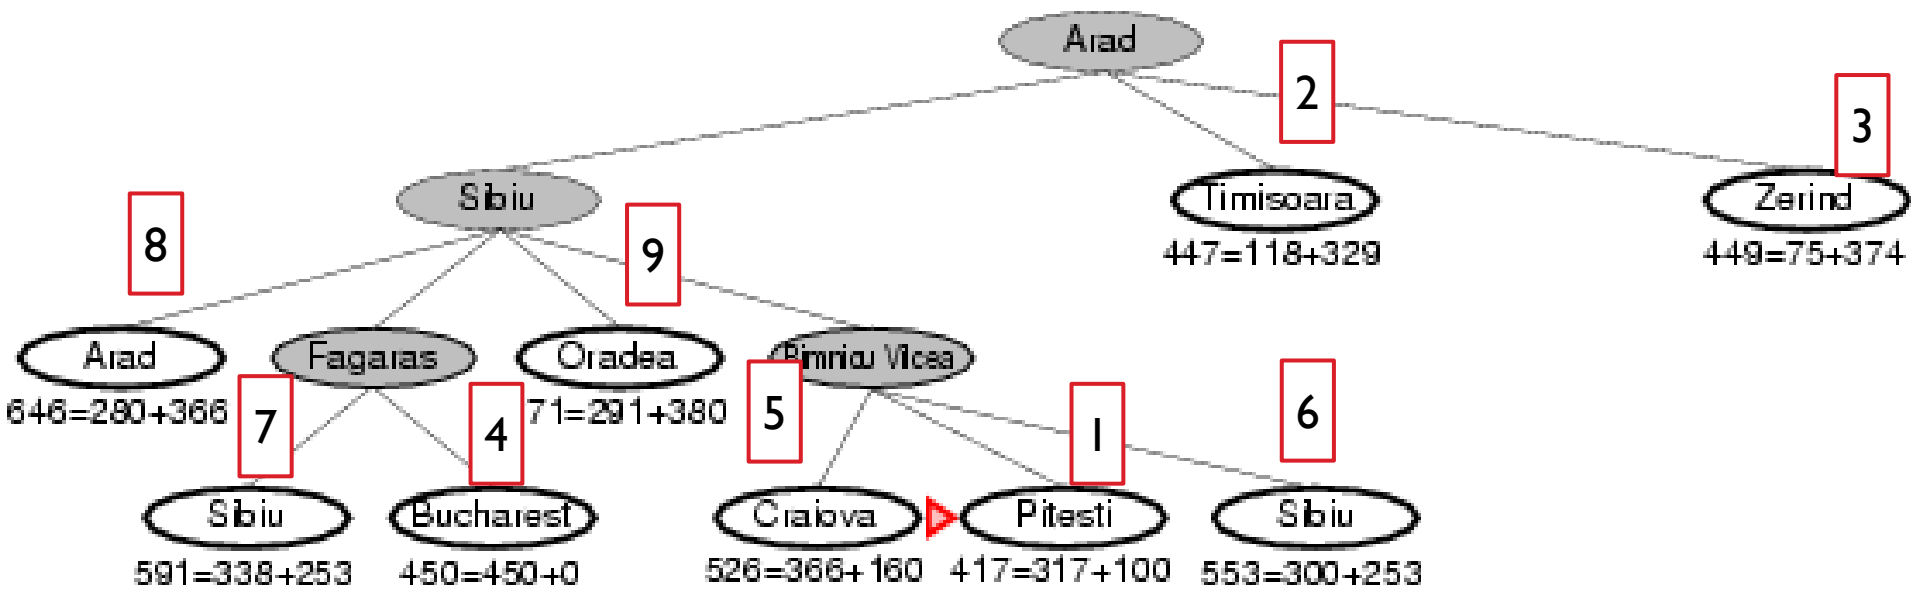 Arad
2
3
Sibiu
Timisoara
Zerind
8
9
447=118+329
449=75+374
Arad
Fagaras
Oradea
Rimnicu Vilcea
646=280+366
71=291+380
7
4
5
1
6
Sibiu
Bucharest
Craiova
Pitesti
Sibiu
591=338+253
450=450+0
526=366+160
417=317+100
553=300+253